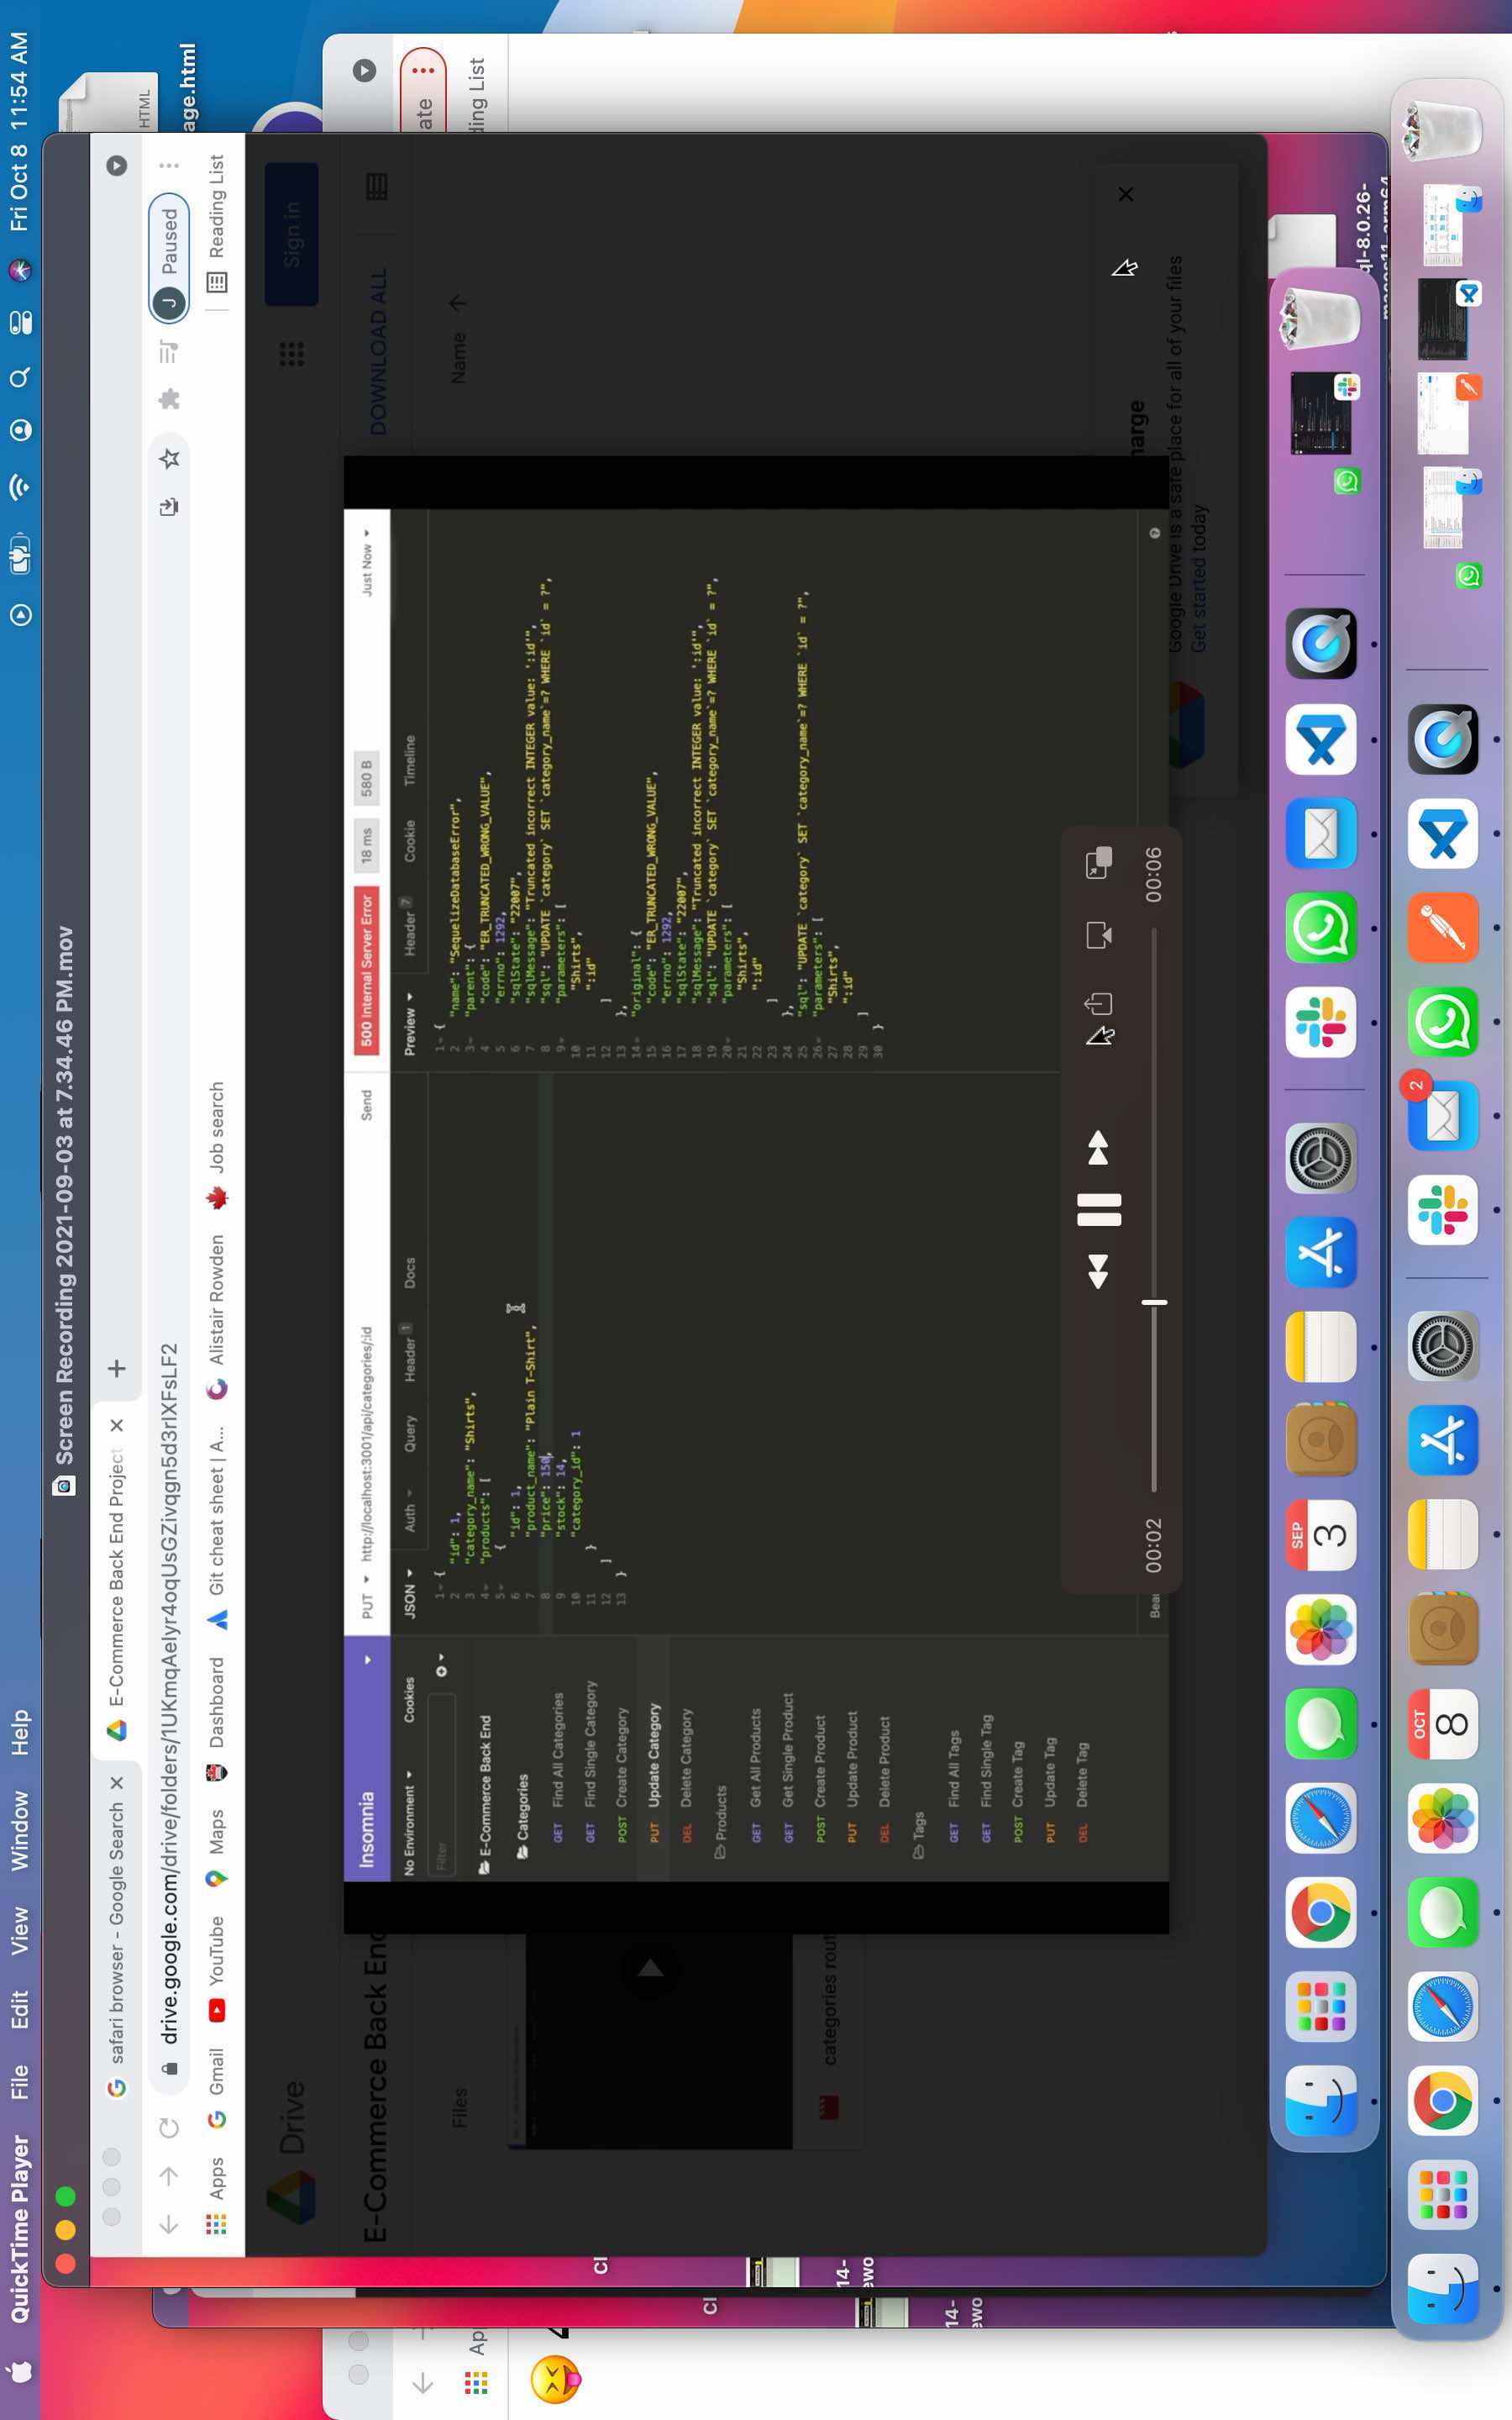 QuickTime Player File Edit View Window Help
Fri Oct 8 11:54 AM
HTML
age.html
ate
ding List
Screen Recording 2021-09-03 at 7.34.46 PM.mov
safari browser - Google Search
E-Commerce Back End Project
drive.google.com/drive/folders/1UKmqAelyr4oqUsGZivqgn5d3rlXFsLF2
J Paused
Apps Gmail YouTube Maps Dashboard Git cheat sheet | A... Alistair Rowden Job search
Reading List
Drive
Sign in
E-Commerce Back End
DOWNLOAD ALL
Files
Name
categories rout
harge
Google Drive is a safe place for all of your files
Get started today
Insomnia
No Environment Cookies
Filter
E-Commerce Back End
Categories
GET Find All Categories
GET Find Single Category
POST Create Category
PUT Update Category
DEL Delete Category
Products
GET Get All Products
GET Get Single Product
POST Create Product
PUT Update Product
DEL Delete Product
Tags
GET Find All Tags
GET Find Single Tag
POST Create Tag
PUT Update Tag
DEL Delete Tag
PUT http://localhost:3001/api/categories/:id
Send
JSON Auth Query Header 1 Docs
1 {
2 "id": 1,
3 "category_name": "Shirts",
4 "products": [
5 {
6 "id": 1,
7 "product_name": "Plain T-Shirt",
8 "price": 150,
9 "stock": 14,
10 "category_id": 1
11 }
12 ]
13 }
Bea
500 Internal Server Error 18 ms 580 B
Just Now
Preview Header 7 Cookie Timeline
1 {
2 "name": "SequelizeDatabaseError",
3 "parent": {
4 "code": "ER_TRUNCATED_WRONG_VALUE",
5 "errno": 1292,
6 "sqlState": "22007",
7 "sqlMessage": "Truncated incorrect INTEGER value: ':id'",
8 "sql": "UPDATE `category` SET `category_name`=? WHERE `id` = ?",
9 "parameters": [
10 "Shirts",
11 ":id"
12 ]
13 },
14 "original": {
15 "code": "ER_TRUNCATED_WRONG_VALUE",
16 "errno": 1292,
17 "sqlState": "22007",
18 "sqlMessage": "Truncated incorrect INTEGER value: ':id'",
19 "sql": "UPDATE `category` SET `category_name`=? WHERE `id` = ?",
20 "parameters": [
21 "Shirts",
22 ":id"
23 ]
24 },
25 "sql": "UPDATE `category` SET `category_name`=? WHERE `id` = ?",
26 "parameters": [
27 "Shirts",
28 ":id"
29 ]
30 }
00:02
00:06
ql-8.0.26-
SEP
3
OCT
8
2
Cl
14-
ewo
Cl
14-
ewo
Ap